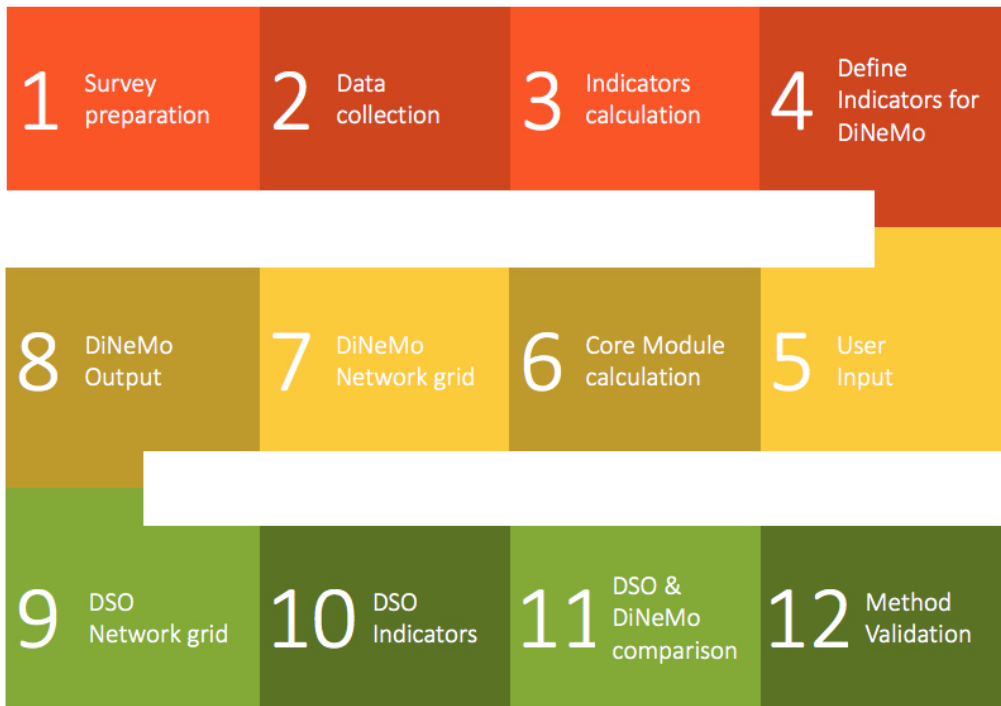 1
Survey
preparation
2
Data
collection
3
Indicators
calculation
4
Define
Indicators for
DiNeMo
5
User
Input
6
Core Module
calculation
7
DiNeMo
Network grid
8
DiNeMo
Output
9
DSO
Network grid
10
DSO
Indicators
11
DSO &
DiNeMo
comparison
12
Method
Validation